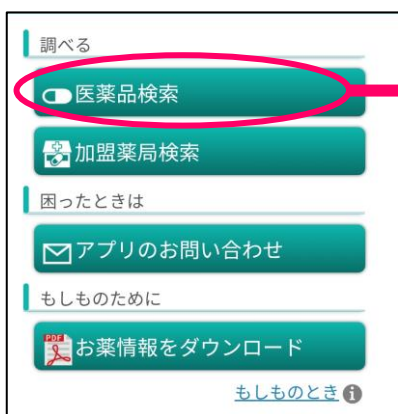 調べる
医薬品検索
加盟薬局検索
困ったときは
アプリのお問い合わせ
もしものために
PDF
お薬情報をダウンロード
もしものとき i